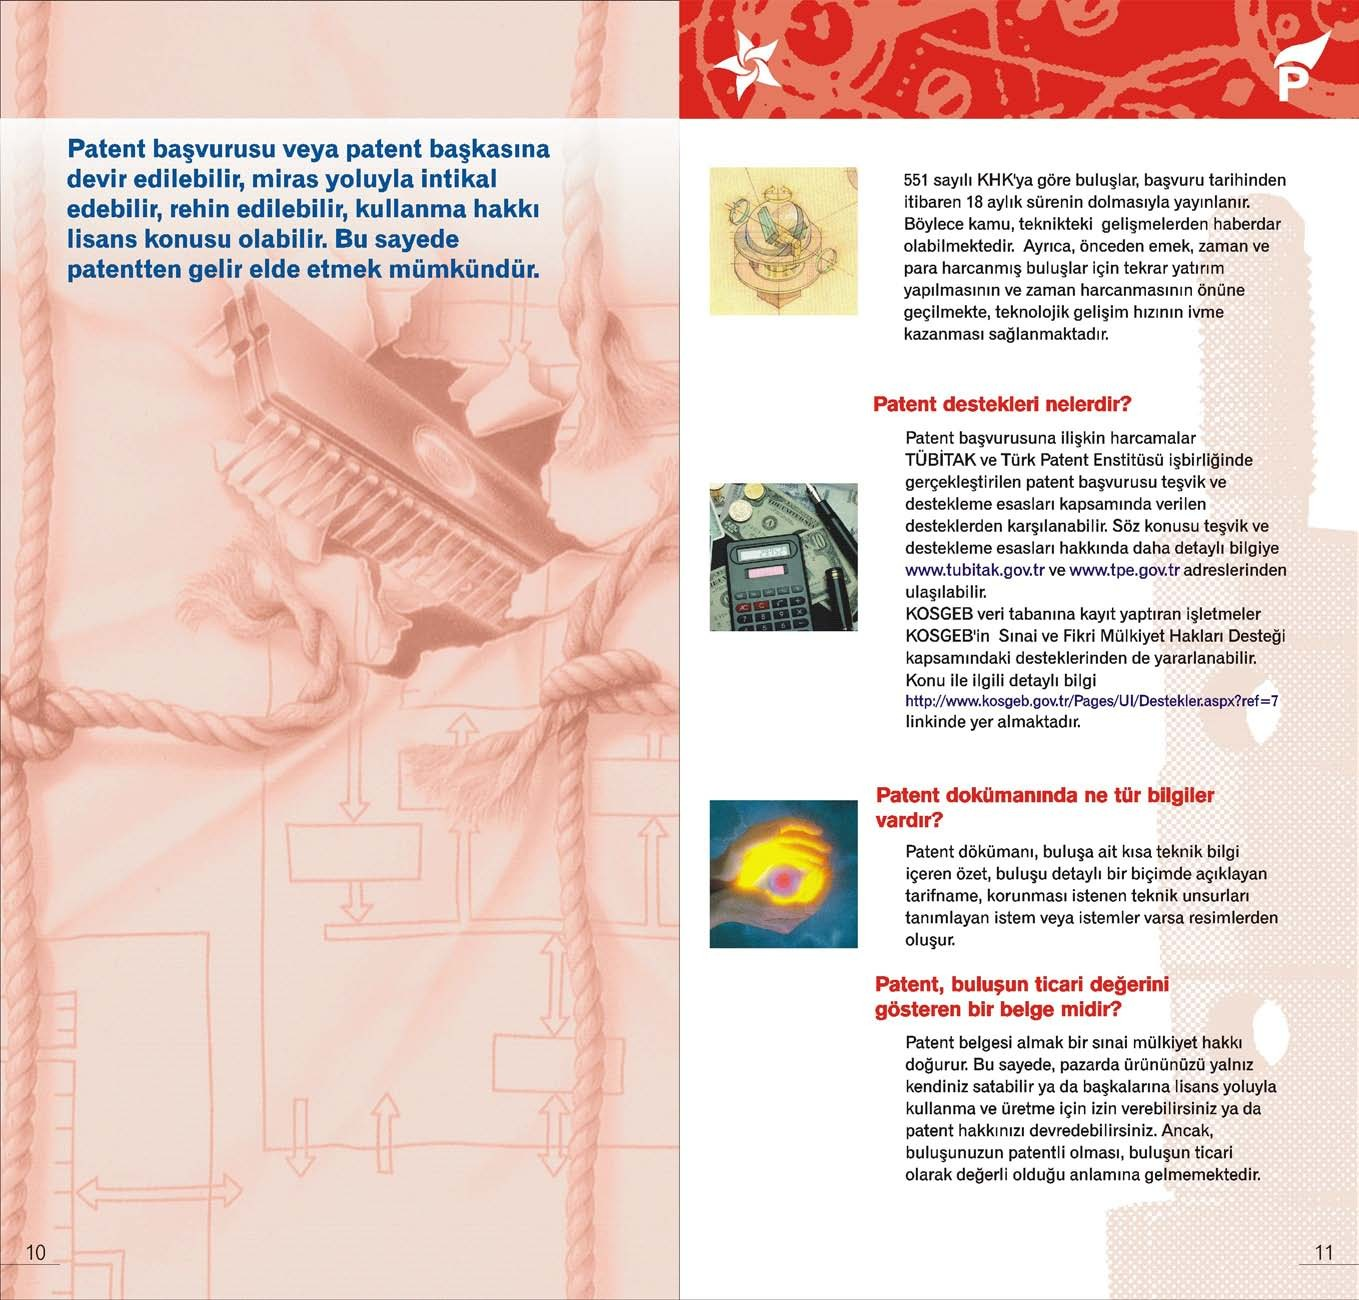 Patent başvurusu veya patent başkasına
devir edilebilir, miras yoluyla intikal
edebilir, rehin edilebilir, kullanma hakkı
lisans konusu olabilir. Bu sayede
patentten gelir elde etmek mümkündür.
10
P
551 sayılı KHK'ya göre buluşlar, başvuru tarihinden
itibaren 18 aylık sürenin dolmasıyla yayınlanır.
Böylece kamu, teknikteki gelişmelerden haberdar
olabilmektedir. Ayrıca, önceden emek, zaman ve
para harcanmış buluşlar için tekrar yatırım
yapılmasının ve zaman harcanmasının önüne
geçilmekte, teknolojik gelişim hızının ivme
kazanması sağlanmaktadır.
Patent destekleri nelerdir?
Patent başvurusuna ilişkin harcamalar
TÜBİTAK ve Türk Patent Enstitüsü işbirliğinde
gerçekleştirilen patent başvurusu teşvik ve
destekleme esasları kapsamında verilen
desteklerden karşılanabilir. Söz konusu teşvik ve
destekleme esasları hakkında daha detaylı bilgiye
www.tubitak.gov.tr ve www.tpe.gov.tr adreslerinden
ulaşılabilir.
KOSGEB veri tabanına kayıt yaptıran işletmeler
KOSGEB'in Sınai ve Fikri Mülkiyet Hakları Desteği
kapsamındaki desteklerinden de yararlanabilir.
Konu ile ilgili detaylı bilgi
http://www.kosgeb.gov.tr/Pages/UI/Destekler.aspx?ref=7
linkinde yer almaktadır.
Patent dokümanında ne tür bilgiler
vardır?
Patent dökümanı, buluşa ait kısa teknik bilgi
içeren özet, buluşu detaylı bir biçimde açıklayan
tarifname, korunması istenen teknik unsurları
tanımlayan istem veya istemler varsa resimlerden
oluşur.
Patent, buluşun ticari değerini
gösteren bir belge midir?
Patent belgesi almak bir sınai mülkiyet hakkı
doğurur. Bu sayede, pazarda ürününüzü yalnız
kendiniz satabilir ya da başkalarına lisans yoluyla
kullanma ve üretme için izin verebilirsiniz ya da
patent hakkınızı devredebilirsiniz. Ancak,
buluşunuzun patentli olması, buluşun ticari
olarak değerli olduğu anlamına gelmemektedir.
11